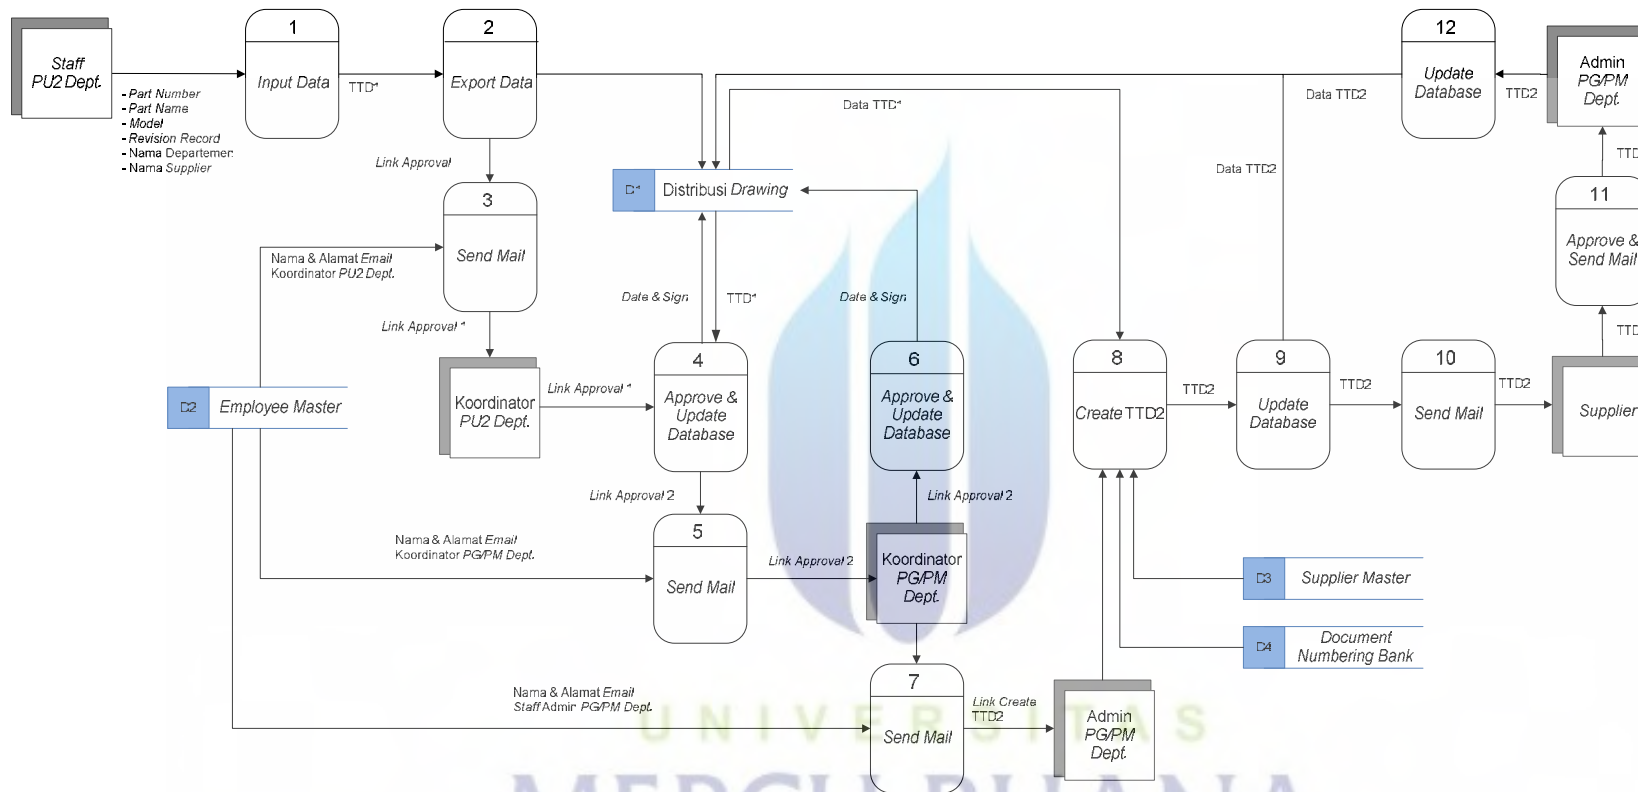 Staff
PU2 Dept.
- Part Number
- Part Name
- Model
- Revision Record
- Nama Departemen
- Nama Supplier
1
Input Data
TTD1
2
Export Data
Link Approval
3
Send Mail
Nama & Alamat Email
Koordinator PU2 Dept.
Link Approval 1
Koordinator
PU2 Dept.
Link Approval 1
D2
Employee Master
D1
Distribusi Drawing
Date & Sign
TTD1
4
Approve &
Update
Database
Link Approval 2
5
Send Mail
Nama & Alamat Email
Koordinator PG/PM Dept.
Link Approval 2
Koordinator
PG/PM
Dept.
Link Approval 2
6
Approve &
Update
Database
Date & Sign
7
Send Mail
Nama & Alamat Email
Staff Admin PG/PM Dept.
Link Create
TTD2
Admin
PG/PM
Dept.
Data TTD1
8
Create TTD2
TTD2
9
Update
Database
Data TTD2
TTD2
10
Send Mail
TTD2
Supplier
TTD
11
Approve &
Send Mail
TTD
Admin
PG/PM
Dept.
TTD2
12
Update
Database
Data TTD2
D3
Supplier Master
D4
Document
Numbering Bank
UNIVERSITAS
MERCU BUANA